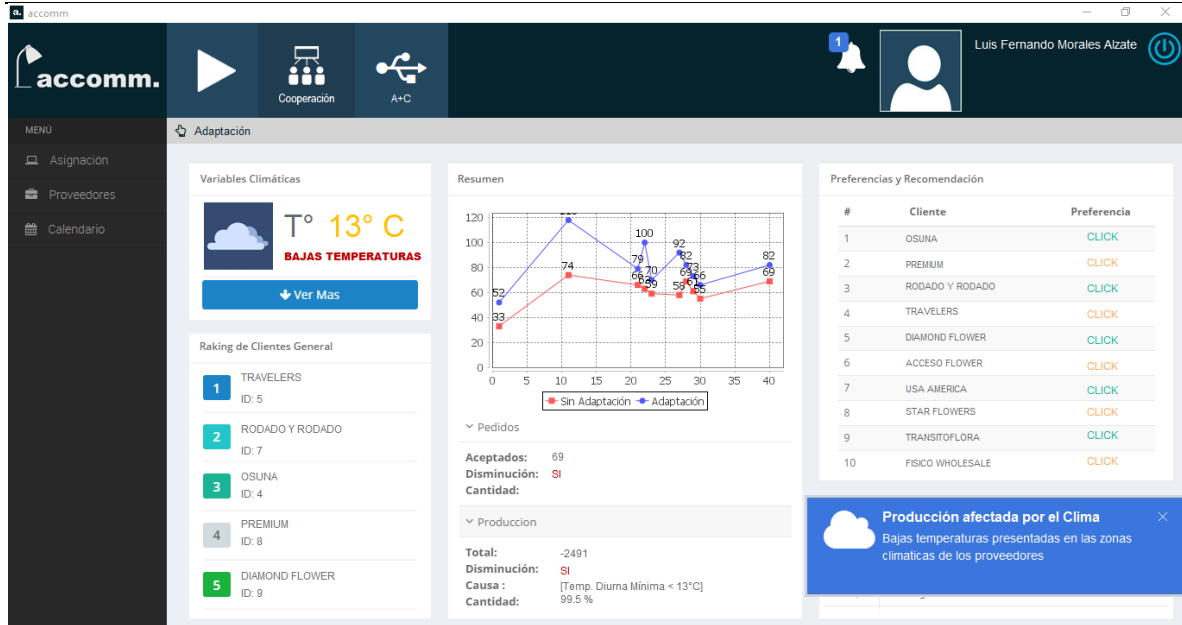 a. accomm
accomm.
Cooperación
A+C
1
Luis Fernando Morales Alzate
MENÚ
Asignación
Proveedores
Calendario
Adaptación
Variables Climáticas
T° 13° C
BAJAS TEMPERATURAS
Ver Mas
Raking de Clientes General
1 TRAVELERS
ID: 5
2 RODADO Y RODADO
ID: 7
3 OSUNA
ID: 4
4 PREMIUM
ID: 8
5 DIAMOND FLOWER
ID: 9
Resumen
120
100
80
60
40
20
0
0 5 10 15 20 25 30 35 40
52
79
100
70
92
82
73
66
82
33
74
66
59
58
69
55
69
Sin Adaptación Adaptación
Pedidos
Aceptados: 69
Disminución: SI
Cantidad:
Produccion
Total: -2491
Disminución: SI
Causa : [Temp. Diurna Mínima < 13°C]
Cantidad: 99.5 %
Preferencias y Recomendación
# Cliente Preferencia
1 OSUNA CLICK
2 PREMIUM CLICK
3 RODADO Y RODADO CLICK
4 TRAVELERS CLICK
5 DIAMOND FLOWER CLICK
6 ACCESO FLOWER CLICK
7 USA AMERICA CLICK
8 STAR FLOWERS CLICK
9 TRANSITOFLORA CLICK
10 FISICO WHOLESALE CLICK
Producción afectada por el Clima
Bajas temperaturas presentadas en las zonas
climaticas de los proveedores